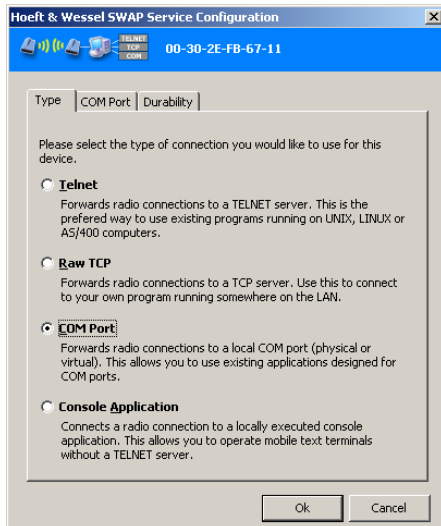 Hoeft & Wessel SWAP Service Configuration
TELNET
TCP
COM
00-30-2E-FB-67-11
Type
COM Port
Durability
Please select the type of connection you would like to use for this
device.
Telnet
Forwards radio connections to a TELNET server. This is the
prefered way to use existing programs running on UNIX, LINUX or
AS/400 computers.
Raw TCP
Forwards radio connections to a TCP server. Use this to connect
to your own program running somewhere on the LAN.
COM Port
Forwards radio connections to a local COM port (physical or
virtual). This allows you to use existing applications designed for
COM ports.
Console Application
Connects a radio connection to a locally executed console
application. This allows you to operate mobile text terminals
without a TELNET server.
Ok
Cancel